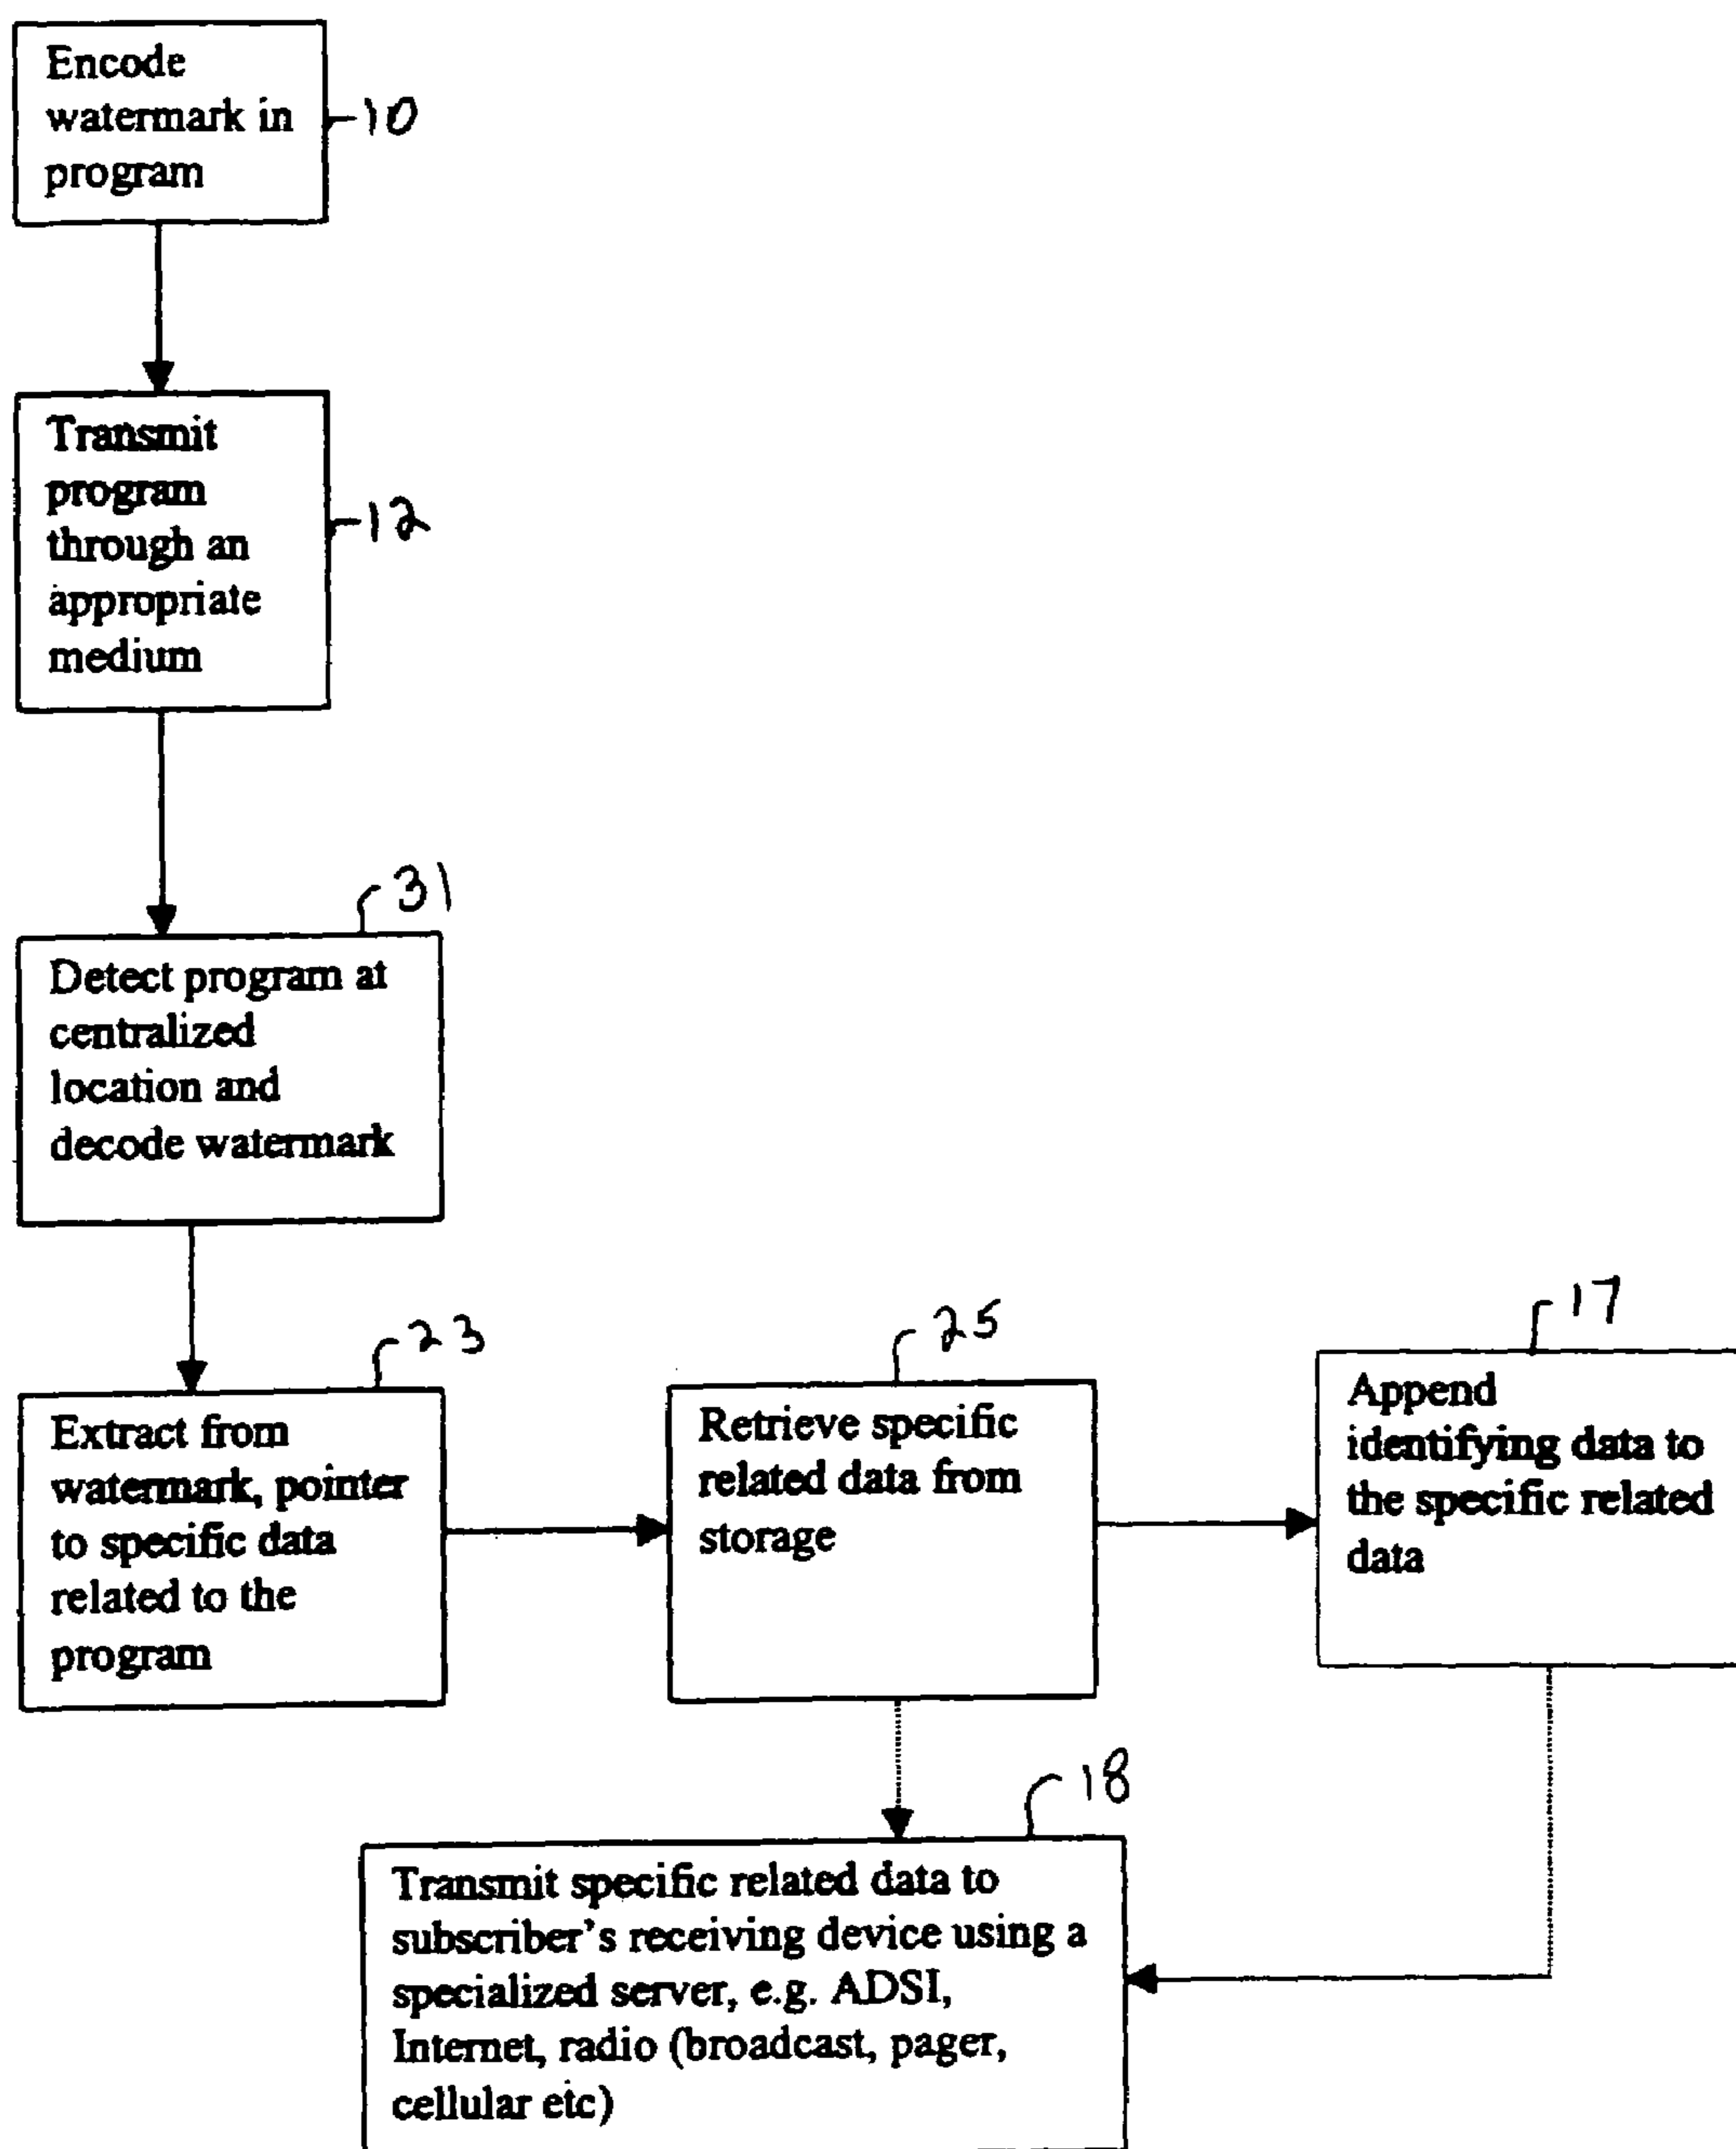 Encode
watermark in
program
10
Transmit
program
through an
appropriate
medium
12
31
Detect program at
centralized
location and
decode watermark
23
Extract from
watermark, pointer
to specific data
related to the
program
25
Retrieve specific
related data from
storage
17
Append
identifying data to
the specific related
data
18
Transmit specific related data to
subscriber's receiving device using a
specialized server, e.g. ADSI,
Internet, radio (broadcast, pager,
cellular etc)